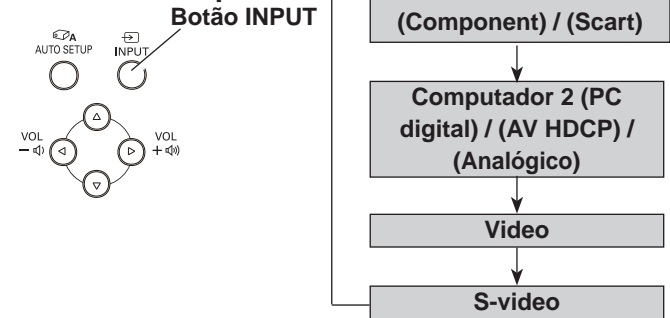 Botão INPUT
A
AUTO SETUP
INPUT
VOL
−
VOL
+
(Component) / (Scart)
Computador 2 (PC
digital) / (AV HDCP) /
(Analógico)
Video
S-video